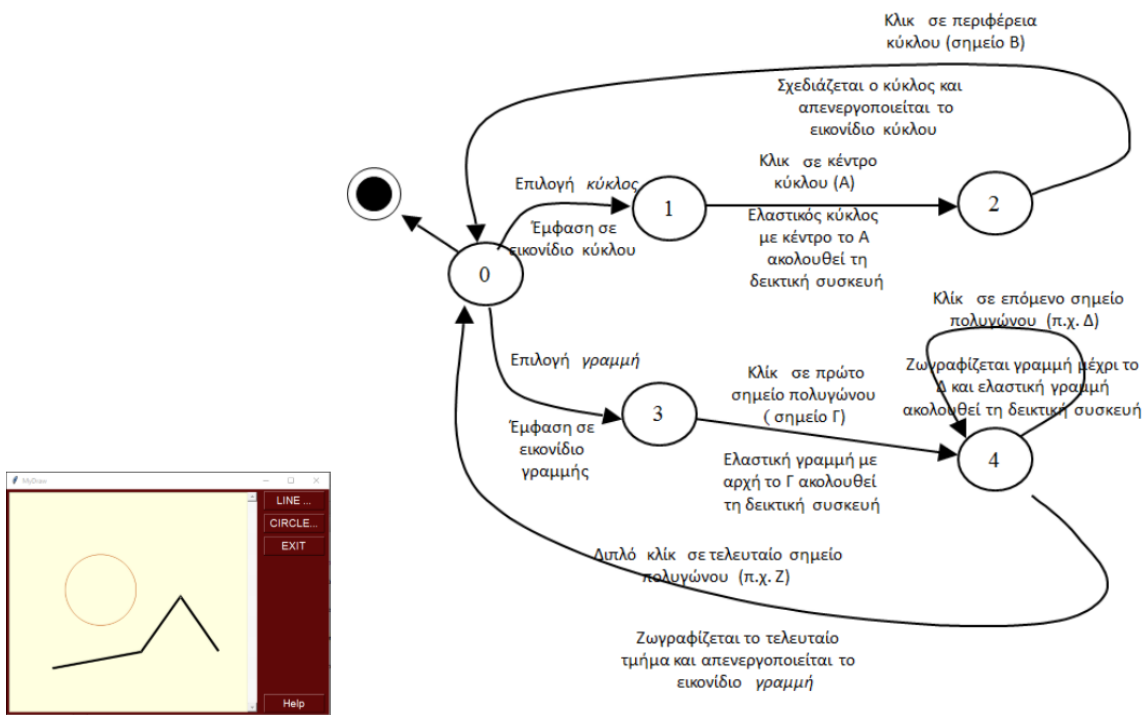 Κλικ σε περιφέρεια
κύκλου (σημείο Β)
Σχεδιάζεται ο κύκλος και
απενεργοποιείται το
εικονίδιο κύκλου
Κλικ σε κέντρο
κύκλου (Α)
Επιλογή κύκλος
1
2
Έμφαση σε
εικονίδιο κύκλου
Ελαστικός κύκλος
με κέντρο το Α
ακολουθεί τη
δεικτική συσκευή
0
Κλίκ σε επόμενο σημείο
πολυγώνου (π.χ. Δ)
Επιλογή γραμμή
Κλίκ σε πρώτο
σημείο πολυγώνου
( σημείο Γ)
Ζωγραφίζεται γραμμή μέχρι το
Δ και ελαστική γραμμή
ακολουθεί τη δεικτική συσκευή
3
Έμφαση σε
εικονίδιο
γραμμής
4
Ελαστική γραμμή με
αρχή το Γ ακολουθεί
τη δεικτική συσκευή
Διπλό κλίκ σε τελευταίο σημείο
πολυγώνου (π.χ. Ζ)
Ζωγραφίζεται το τελευταίο
τμήμα και απενεργοποιείται το
εικονίδιο γραμμή
MyDraw
LINE ...
CIRCLE...
EXIT
Help